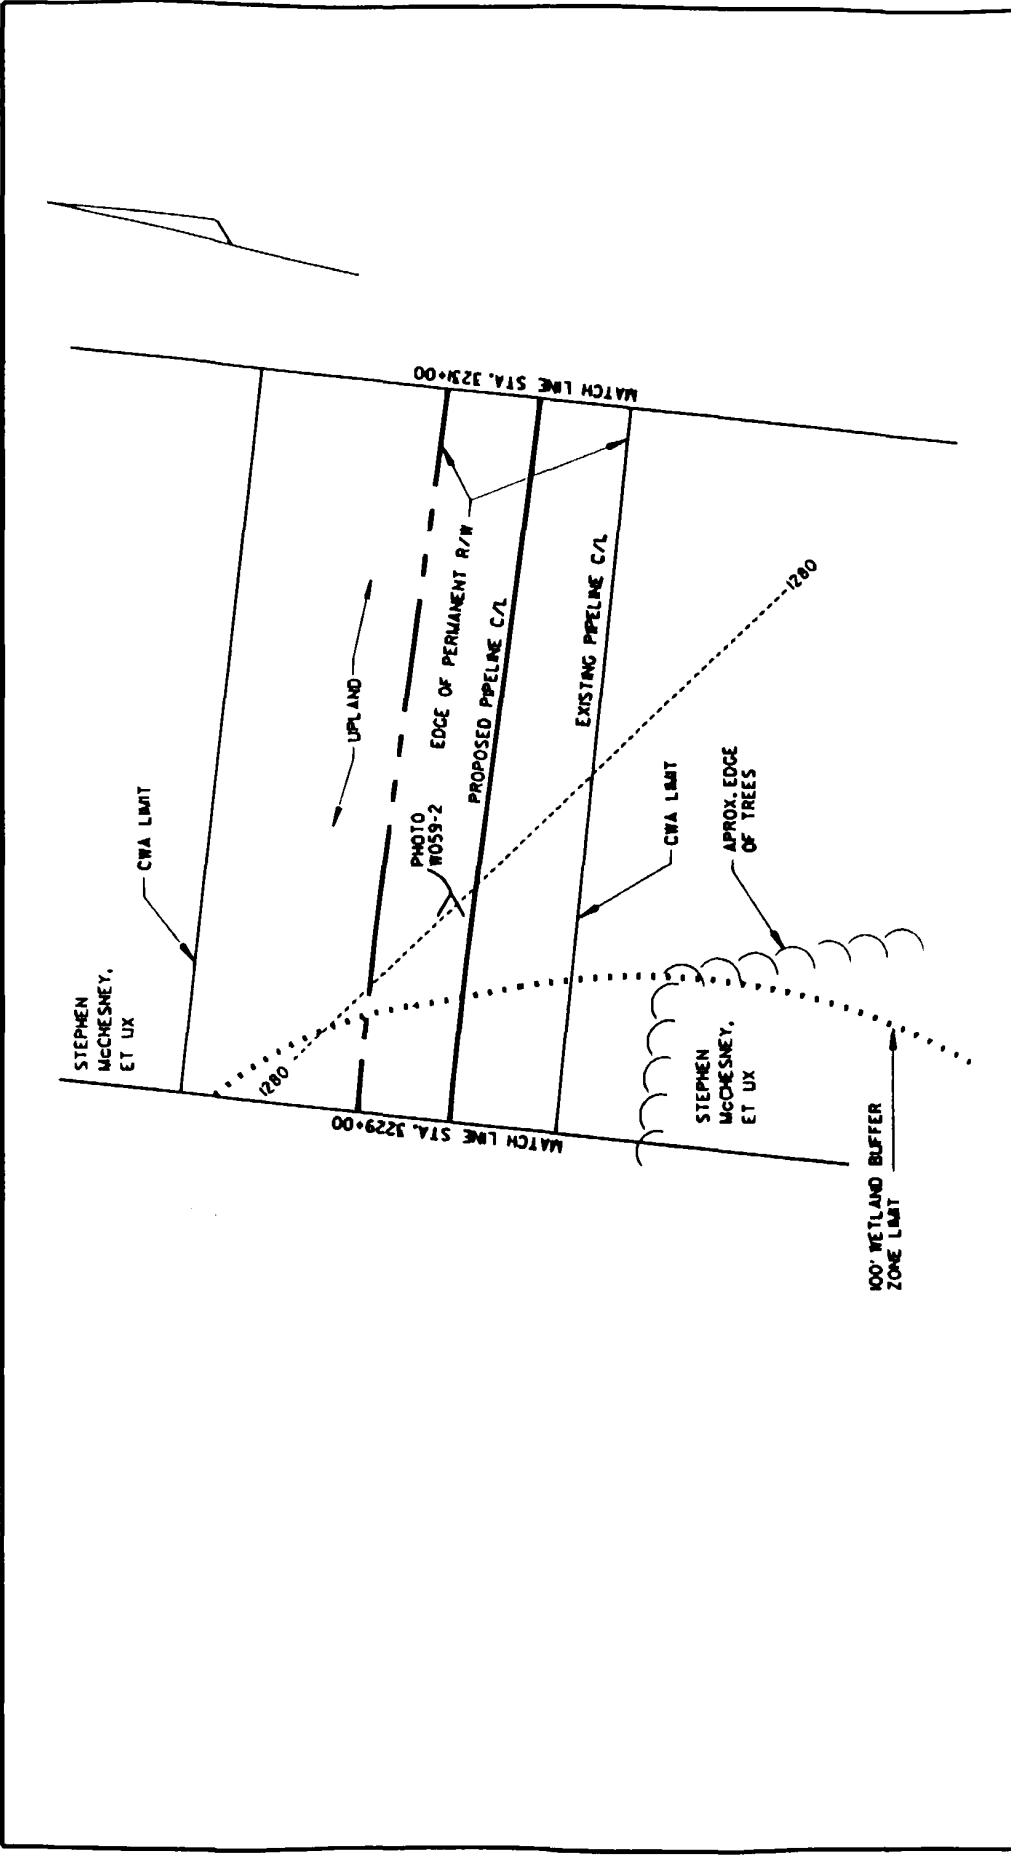 STEPHEN
McCHESNEY,
ET UX
CWA LIMIT
UPLAND
1280
MATCH LINE STA. 3229+00
MATCH LINE STA. 3231+00
PHOTO
W059-2
EDGE OF PERMANENT R/W
PROPOSED PIPELINE C/L
EXISTING PIPELINE C/L
CWA LIMIT
1280
APROX. EDGE
OF TREES
STEPHEN
McCHESNEY,
ET UX
100' WETLAND BUFFER
ZONE LIMIT